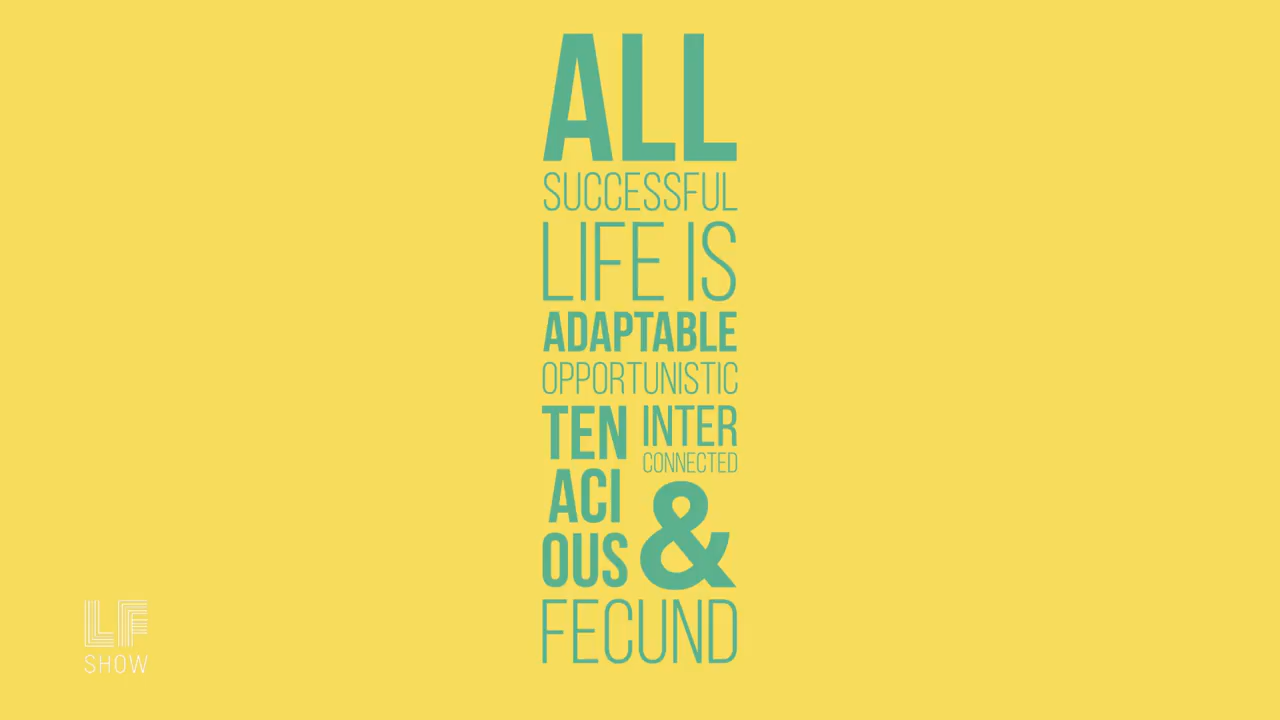 ALL
SUCCESSFUL
LIFE IS
ADAPTABLE
OPPORTUNISTIC
TEN
ACI
OUS
INTER
CONNECTED
&
FECUND
LF
SHOW